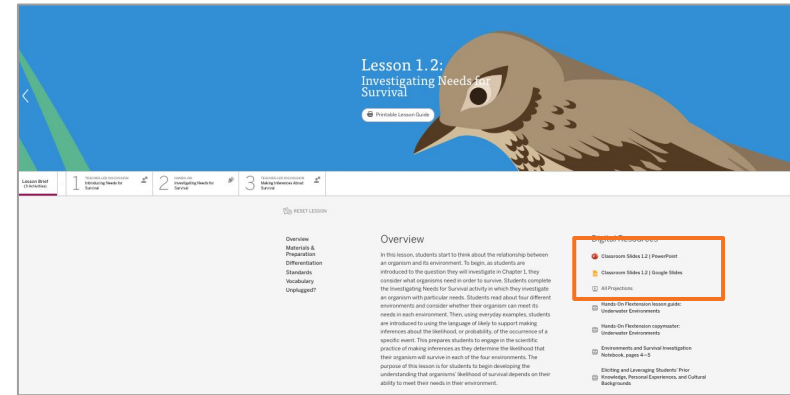 Lesson 1.2:
Investigating Needs for
Survival
Printable Lesson Guide
Lesson Brief
(3 Activities)
1
TEACHER-LED DISCUSSION
Introducing Needs for
Survival
2
HANDS-ON
Investigating Needs for
Survival
3
TEACHER-LED DISCUSSION
Making Inferences About
Survival
RESET LESSON
Overview
Materials &
Preparation
Differentiation
Standards
Vocabulary
Unplugged?
Overview
In this lesson, students start to think about the relationship between
an organism and its environment. To begin, as students are
introduced to the question they will investigate in Chapter 1, they
consider what organisms need in order to survive. Students complete
the Investigating Needs for Survival activity in which they investigate
an organism with particular needs. Students read about four different
environments and consider whether their organism can meet its
needs in each environment. Then, using everyday examples, students
are introduced to using the language of likely to support making
inferences about the likelihood, or probability, of the occurrence of a
specific event. This prepares students to engage in the scientific
practice of making inferences as they determine the likelihood that
their organism will survive in each of the four environments. The
purpose of this lesson is for students to begin developing the
understanding that organisms' likelihood of survival depends on their
ability to meet their needs in their environment.
Digital Resources
Classroom Slides 1.2 | PowerPoint
Classroom Slides 1.2 | Google Slides
All Projections
Hands-On Flextension lesson guide:
Underwater Environments
Hands-On Flextension copymaster:
Underwater Environments
Environments and Survival Investigation
Notebook, pages 4—5
Eliciting and Leveraging Students' Prior
Knowledge, Personal Experiences, and Cultural
Backgrounds